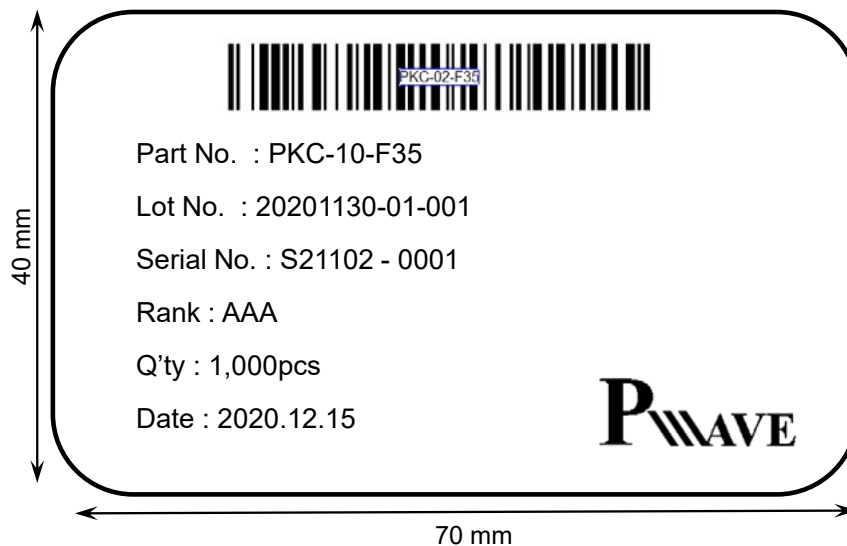 PKC-02-F35
Part No. : PKC-10-F35
Lot No. : 20201130-01-001
40 mm
Serial No. : S21102 - 0001
Rank : AAA
Q’ty : 1,000pcs
Date : 2020.12.15
PWAVE
70 mm